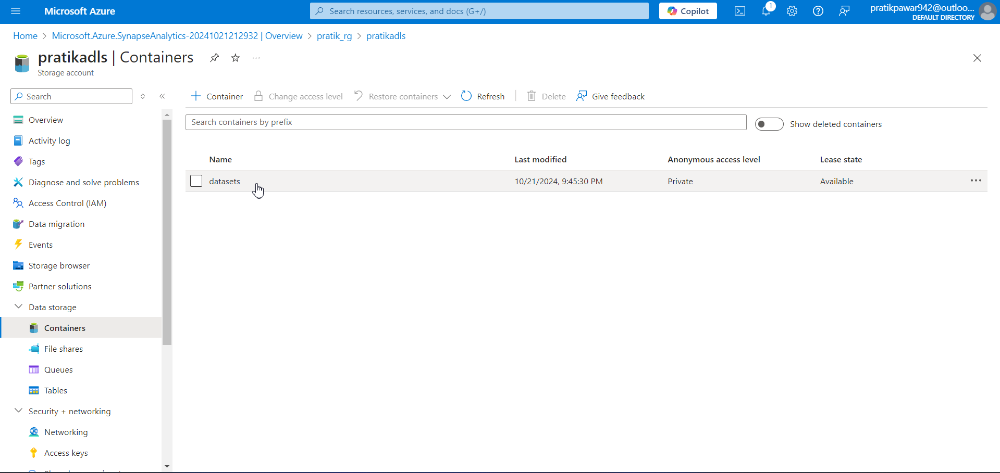 Microsoft Azure
Search resources, services, and docs (G+/)
Copilot
1
pratikpawar942@outloo...
DEFAULT DIRECTORY
Home > Microsoft.Azure.SynapseAnalytics-20241021212932 | Overview > pratik_rg > pratikadls
pratikadls | Containers
Storage account
Search
Container
Change access level
Restore containers
Refresh
Delete
Give feedback
Search containers by prefix
Show deleted containers
Name Last modified Anonymous access level Lease state
datasets 10/21/2024, 9:45:30 PM Private Available
Overview
Activity log
Tags
Diagnose and solve problems
Access Control (IAM)
Data migration
Events
Storage browser
Partner solutions
Data storage
Containers
File shares
Queues
Tables
Security + networking
Networking
Access keys